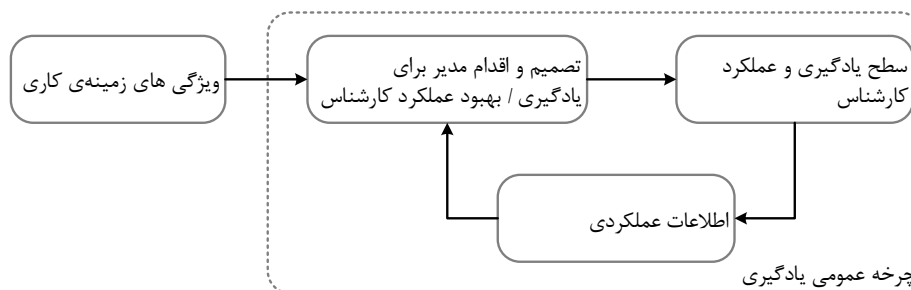 ویژگی های زمینه‌ی کاری
تصمیم و اقدام مدیر برای
یادگیری / بهبود عملکرد کارشناس
سطح یادگیری و عملکرد
کارشناس
اطلاعات عملکردی
چرخه عمومی یادگیری